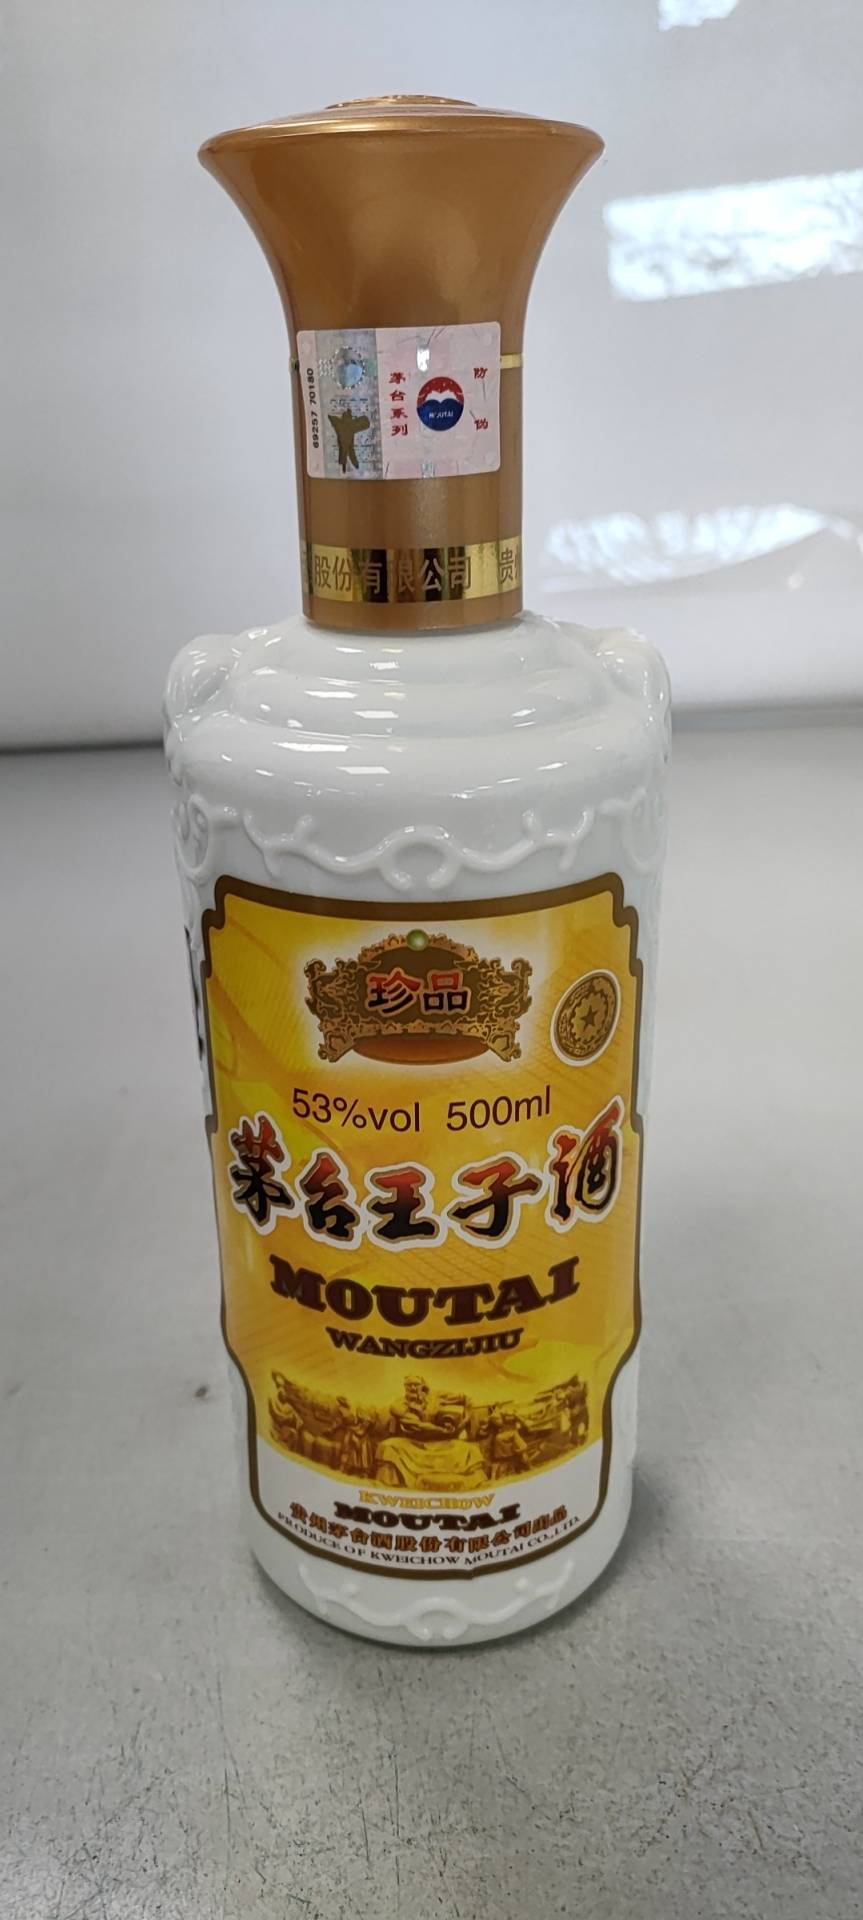 69257 70180
茅台系列
MOUTAI
防伪
股份有限公司 贵
珍品
53%vol 500ml
茅台王子酒
MOUTAI
WANGZIJIU
KWEICHOW
MOUTAI
贵州茅台酒股份有限公司出品
PRODUCE OF KWEICHOW MOUTAI CO.,LTD.